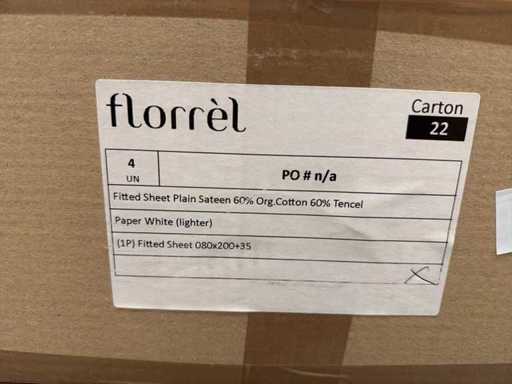 florrèl
Carton
22
4
UN
PO # n/a
Fitted Sheet Plain Sateen 60% Org.Cotton 60% Tencel
Paper White (lighter)
(1P) Fitted Sheet 080x200+35